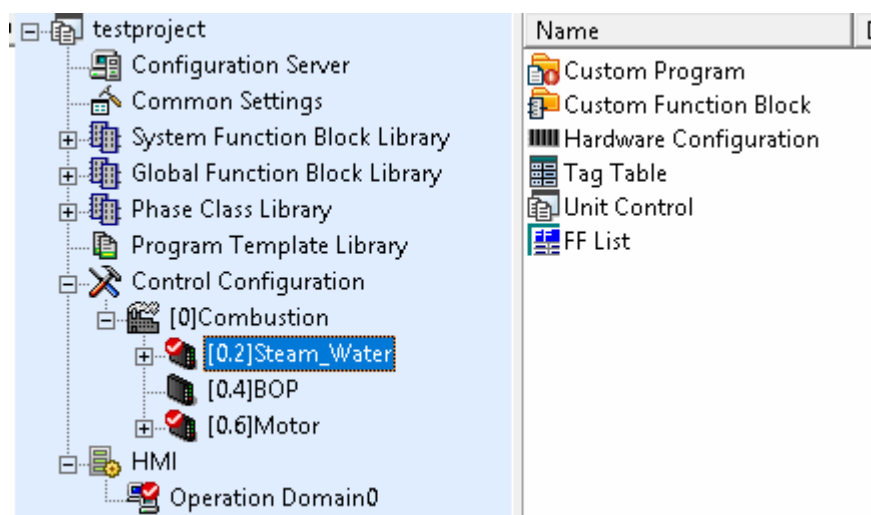 testproject
Configuration Server
Common Settings
System Function Block Library
Global Function Block Library
Phase Class Library
Program Template Library
Control Configuration
[0]Combustion
[0.2]Steam_Water
[0.4]BOP
[0.6]Motor
HMI
Operation Domain0
Name
Custom Program
Custom Function Block
Hardware Configuration
Tag Table
Unit Control
FF List